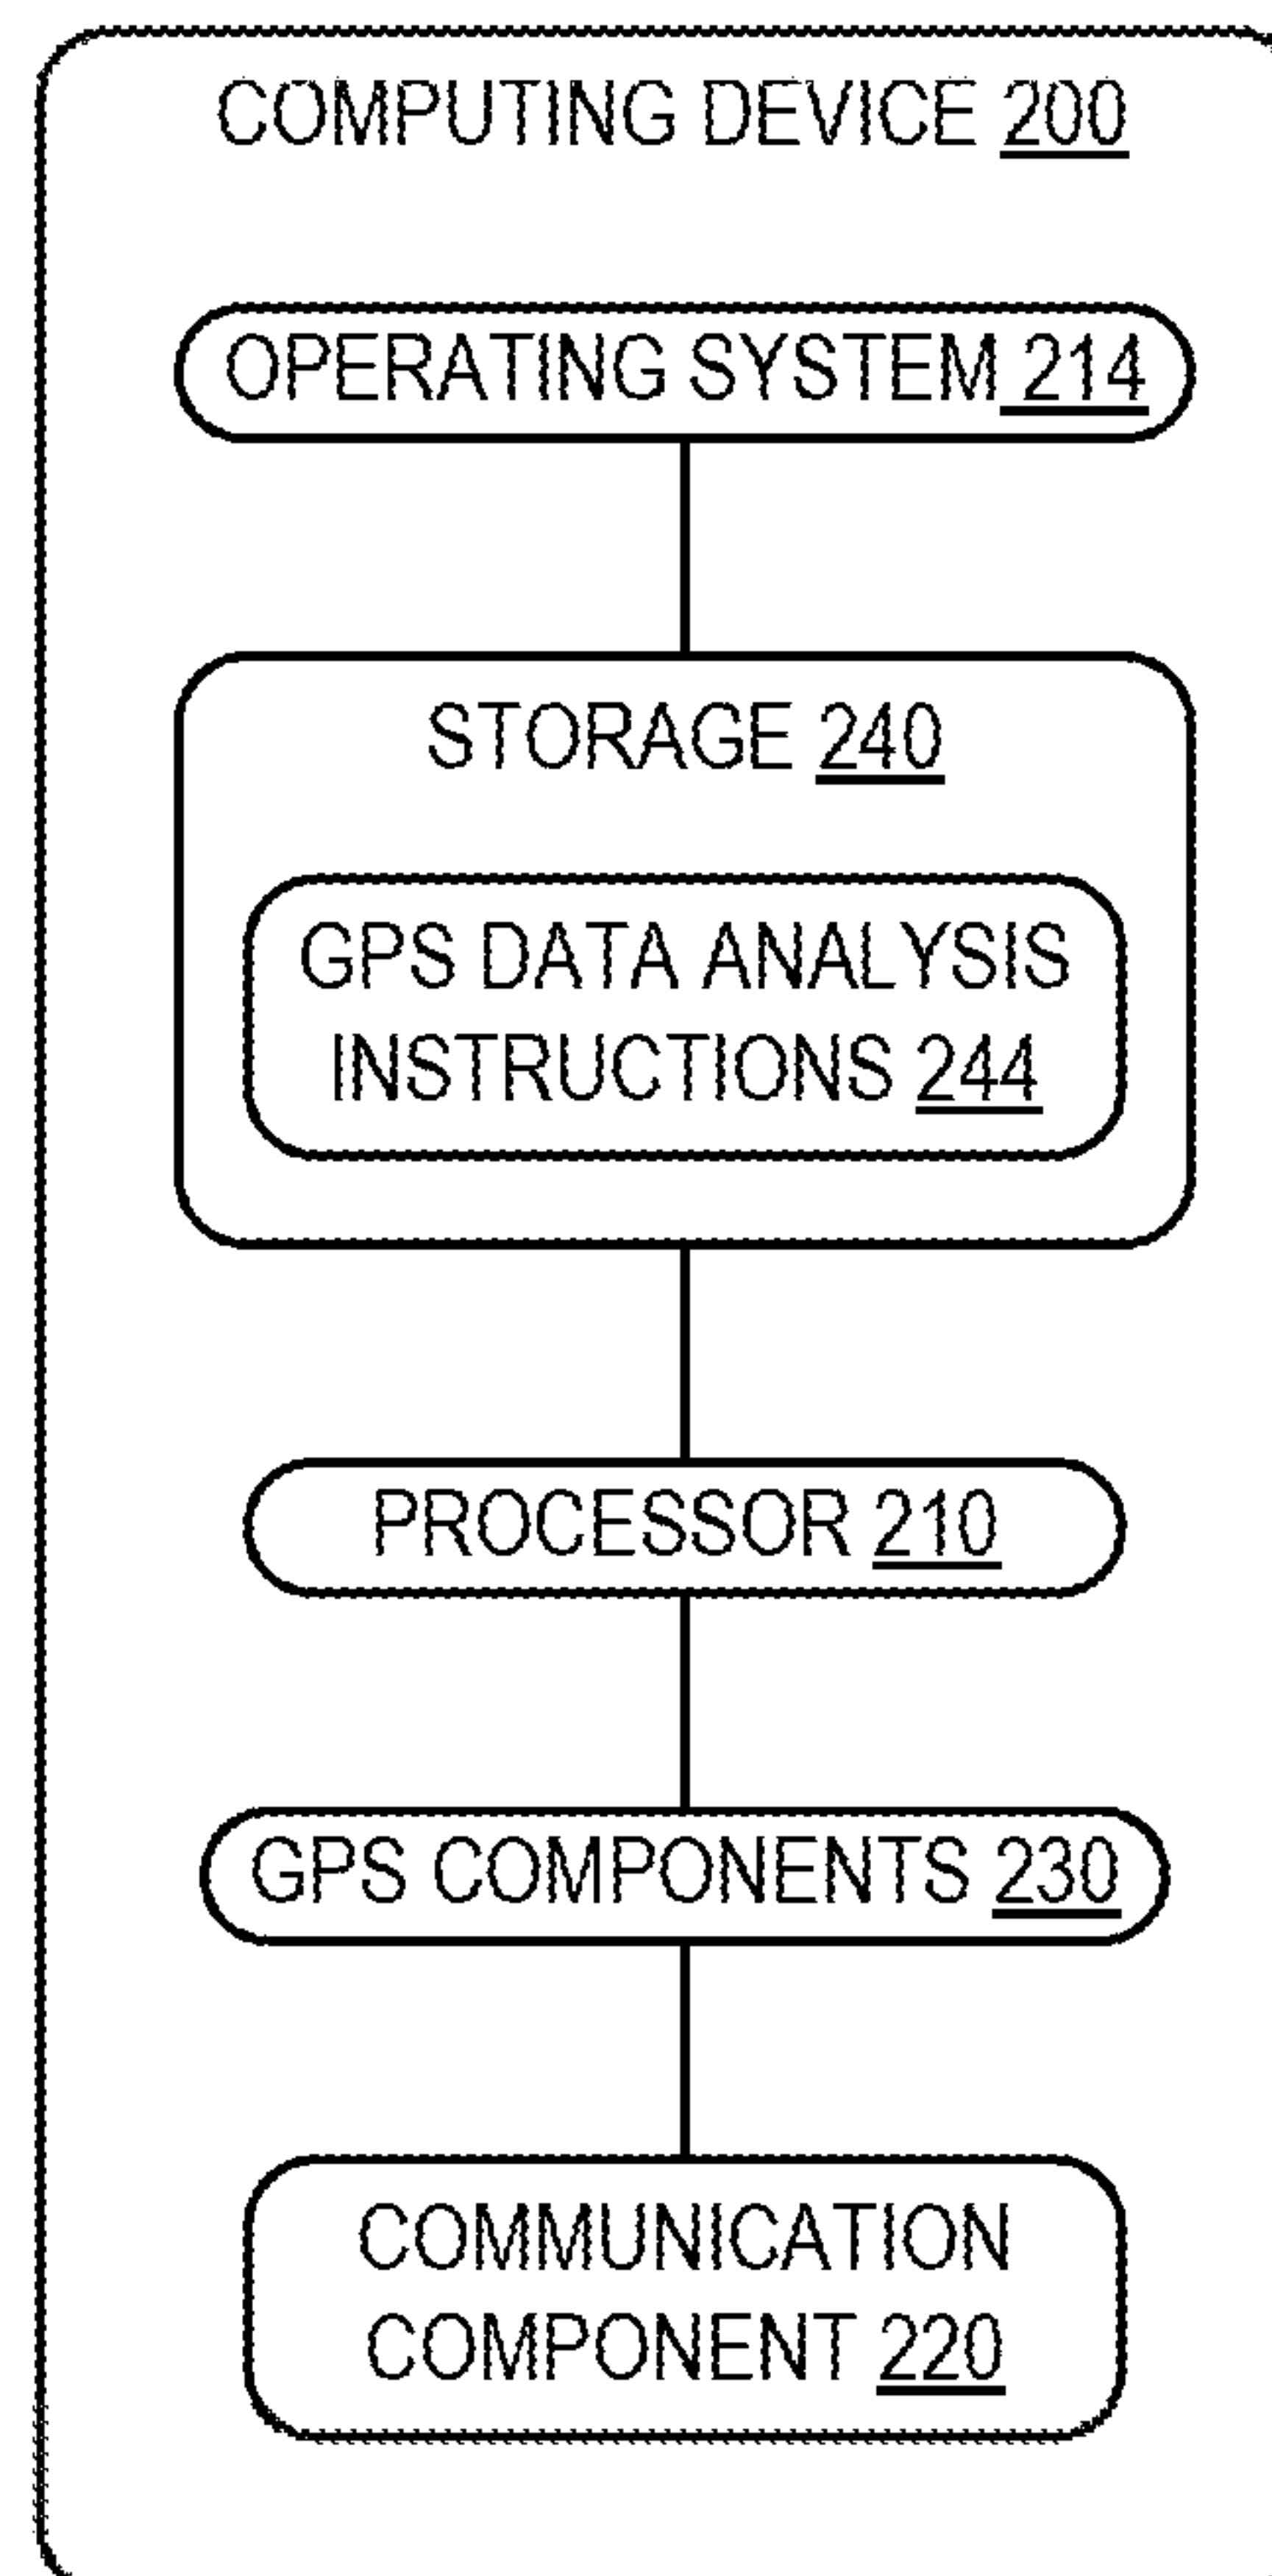 COMPUTING DEVICE 200
OPERATING SYSTEM 214
STORAGE 240
GPS DATA ANALYSIS
INSTRUCTIONS 244
PROCESSOR 210
GPS COMPONENTS 230
COMMUNICATION
COMPONENT 220